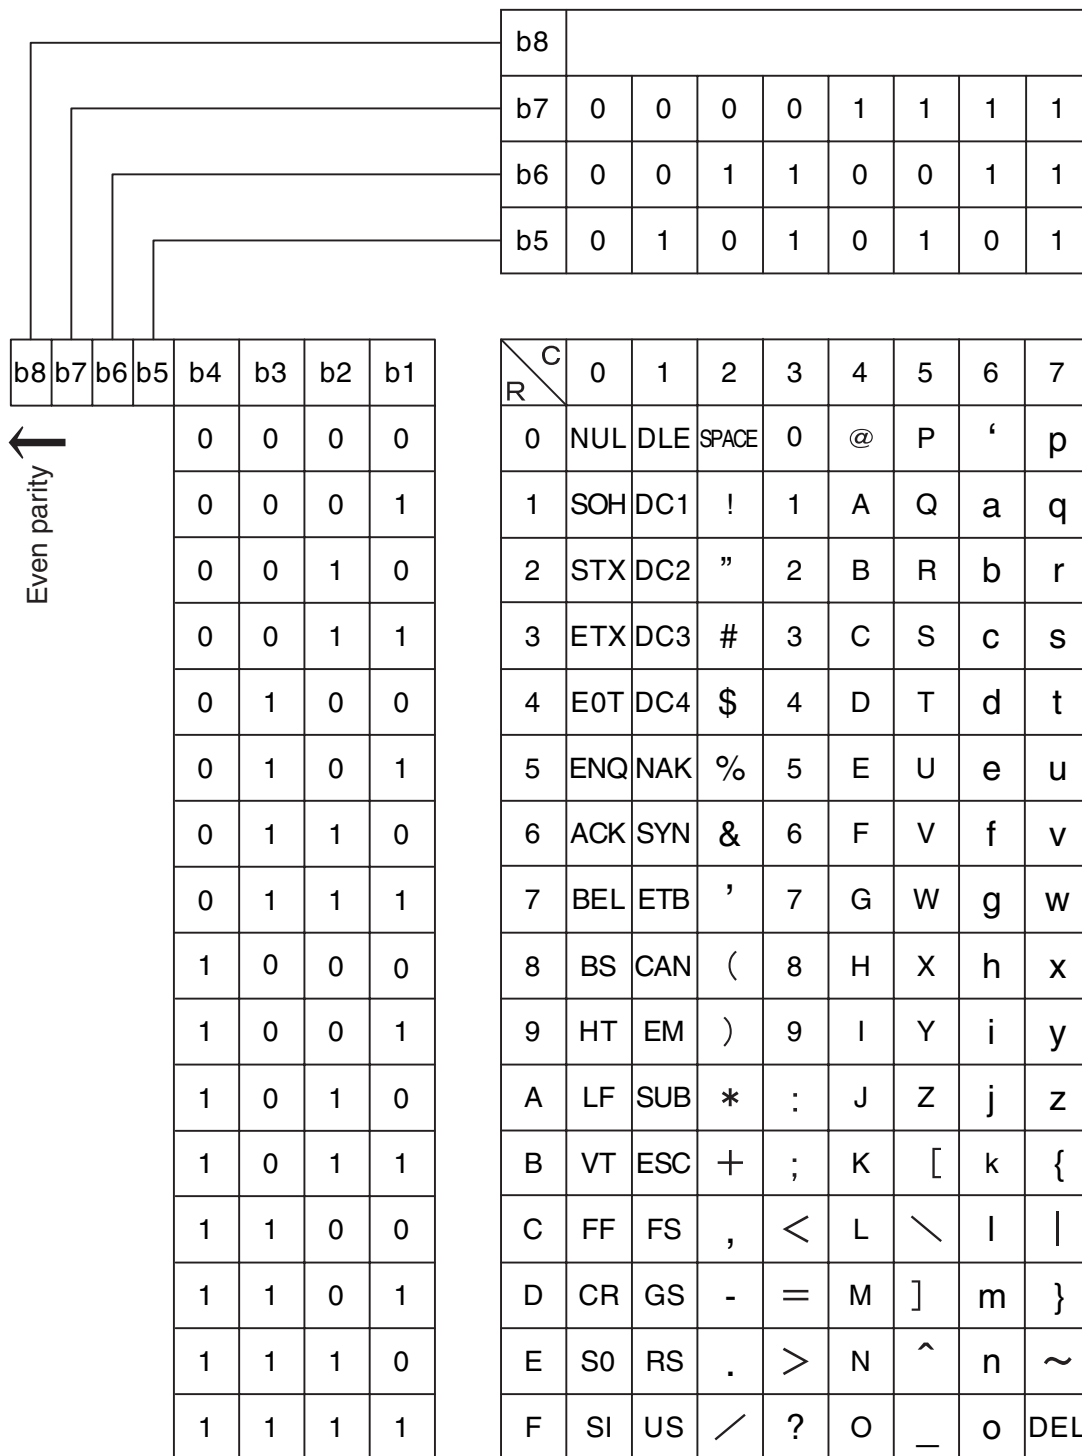 b8
b7 0 0 0 0 1 1 1 1
b6 0 0 1 1 0 0 1 1
b5 0 1 0 1 0 1 0 1
b8 b7 b6 b5 b4 b3 b2 b1 R C 0 1 2 3 4 5 6 7
0 0 0 0 0 NUL DLE SPACE 0 @ P ‘ p
0 0 0 1 1 SOH DC1 ! 1 A Q a q
0 0 1 0 2 STX DC2 ” 2 B R b r
0 0 1 1 3 ETX DC3 # 3 C S c s
0 1 0 0 4 E0T DC4 $ 4 D T d t
0 1 0 1 5 ENQ NAK % 5 E U e u
0 1 1 0 6 ACK SYN & 6 F V f v
0 1 1 1 7 BEL ETB ’ 7 G W g w
1 0 0 0 8 BS CAN ( 8 H X h x
1 0 0 1 9 HT EM ) 9 I Y i y
1 0 1 0 A LF SUB * : J Z j z
1 0 1 1 B VT ESC + ; K [ k {
1 1 0 0 C FF FS , < L \ l |
1 1 0 1 D CR GS - = M ] m }
1 1 1 0 E S0 RS . > N ^ n ~
1 1 1 1 F SI US / ? O _ o DEL
Even parity